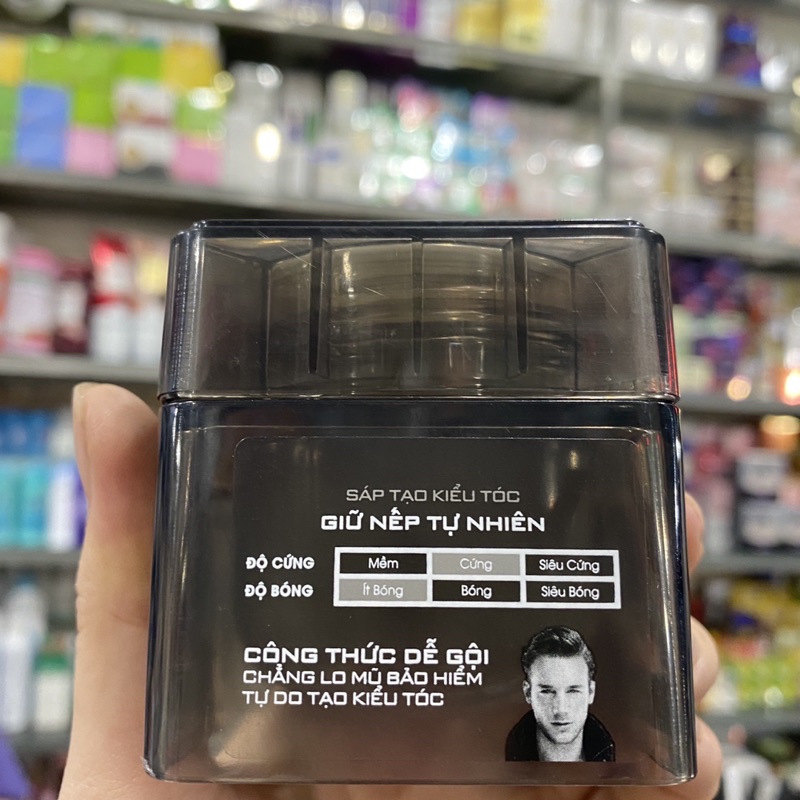 SÁP TẠO KIỂU TÓC
GIỮ NẾP TỰ NHIÊN
ĐỘ CỨNG Mềm Cứng Siêu Cứng
ĐỘ BÓNG Ít Bóng Bóng Siêu Bóng
CÔNG THỨC DỄ GỘI
CHẲNG LO MŨ BẢO HIỂM
TỰ DO TẠO KIỂU TÓC